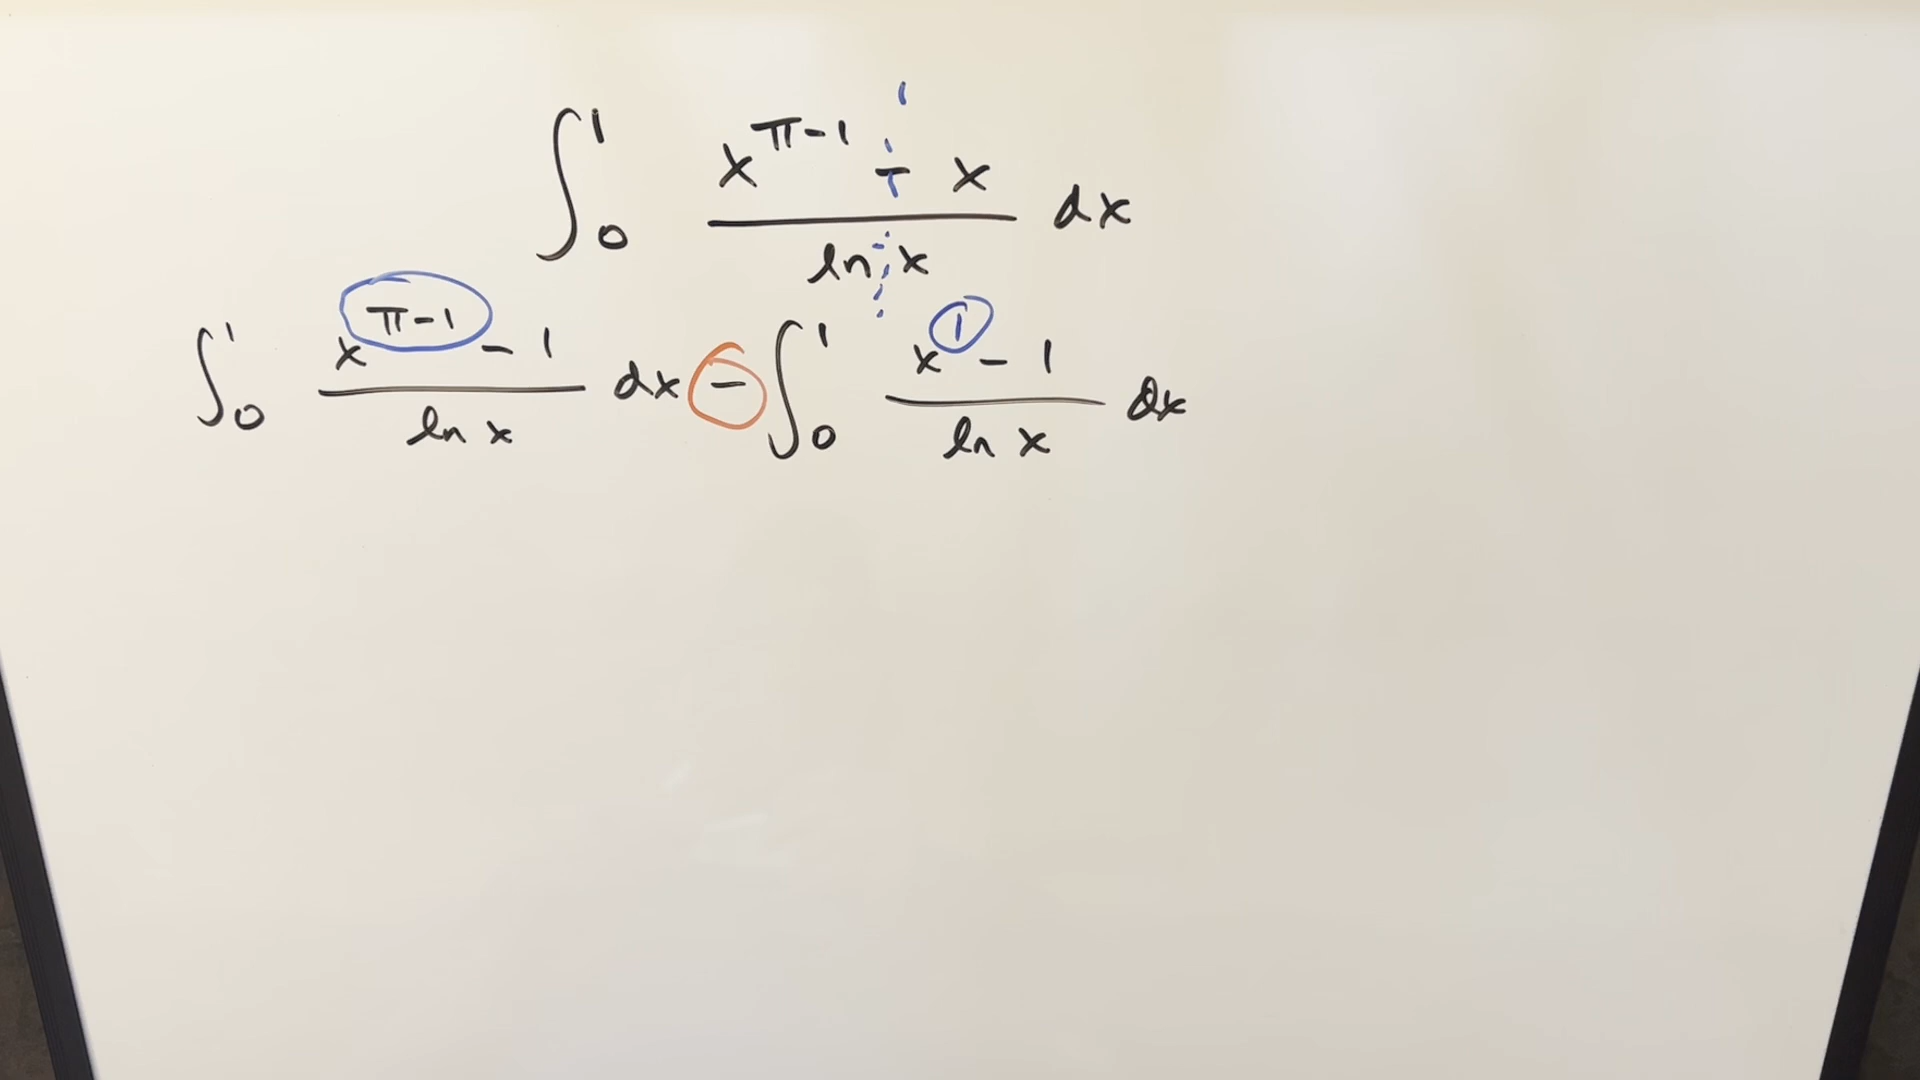 ∫₀¹ (x^(π-1) - x)/(ln x) dx
∫₀¹ (x^(π-1) - 1)/(ln x) dx - ∫₀¹ (x^1 - 1)/(ln x) dx